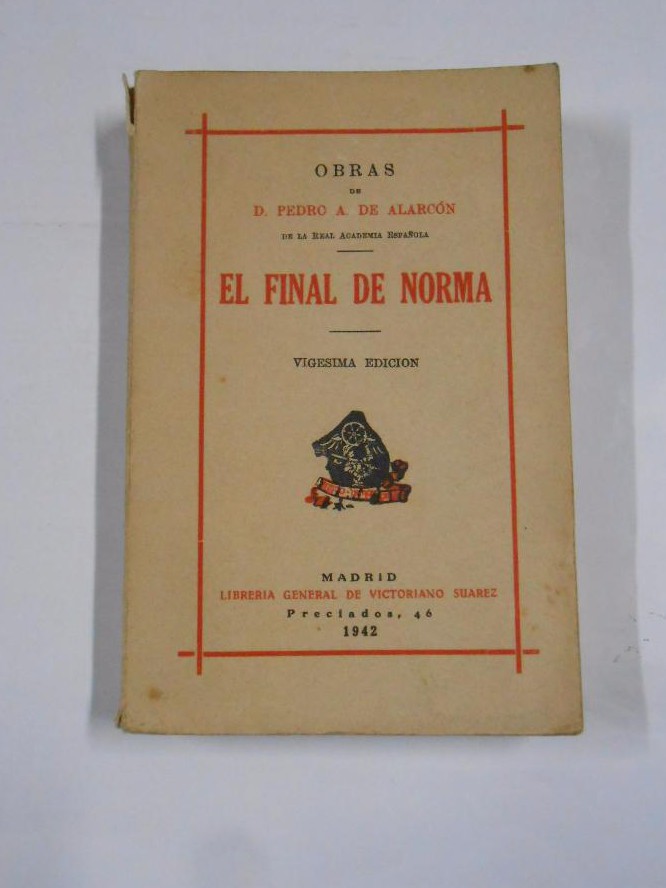 OBRAS
DE
D. PEDRO A. DE ALARCÓN
DE LA REAL ACADEMIA ESPAÑOLA
EL FINAL DE NORMA
VIGESIMA EDICION
MADRID
LIBRERIA GENERAL DE VICTORIANO SUAREZ
Preciados, 46
1942